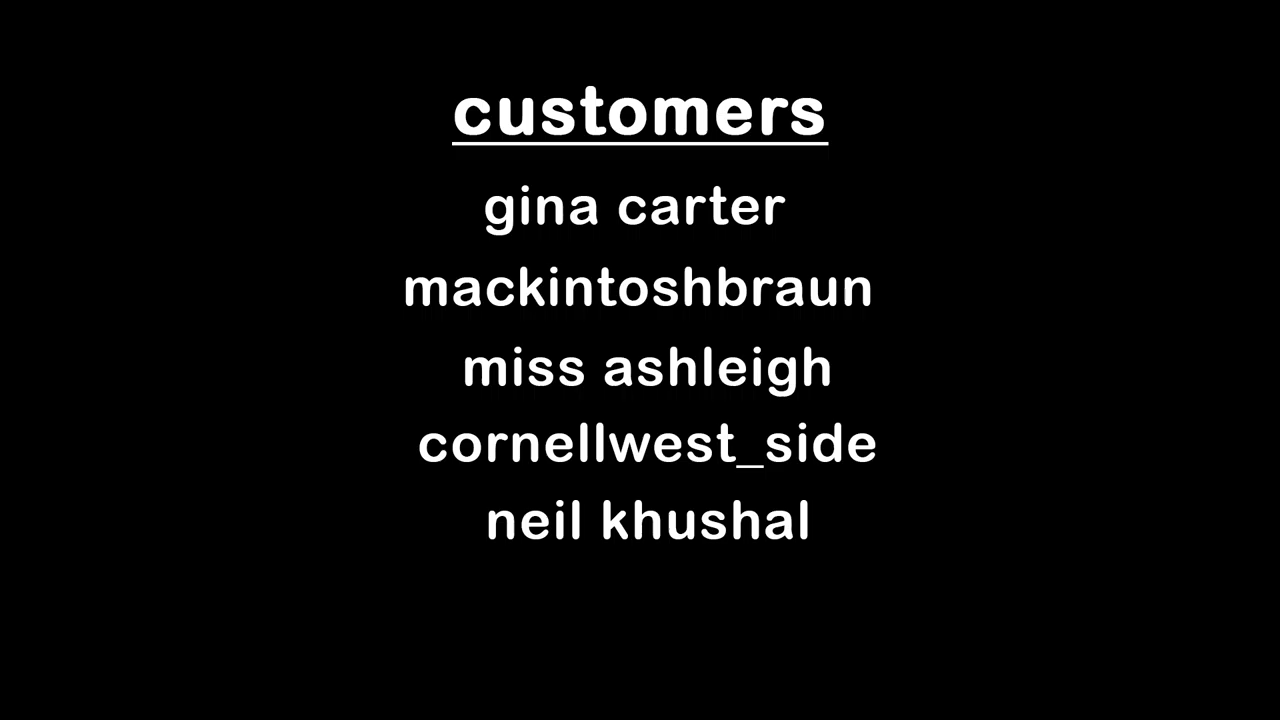 customers
gina carter
mackintoshbraun
miss ashleigh
cornellwest_side
neil khushal